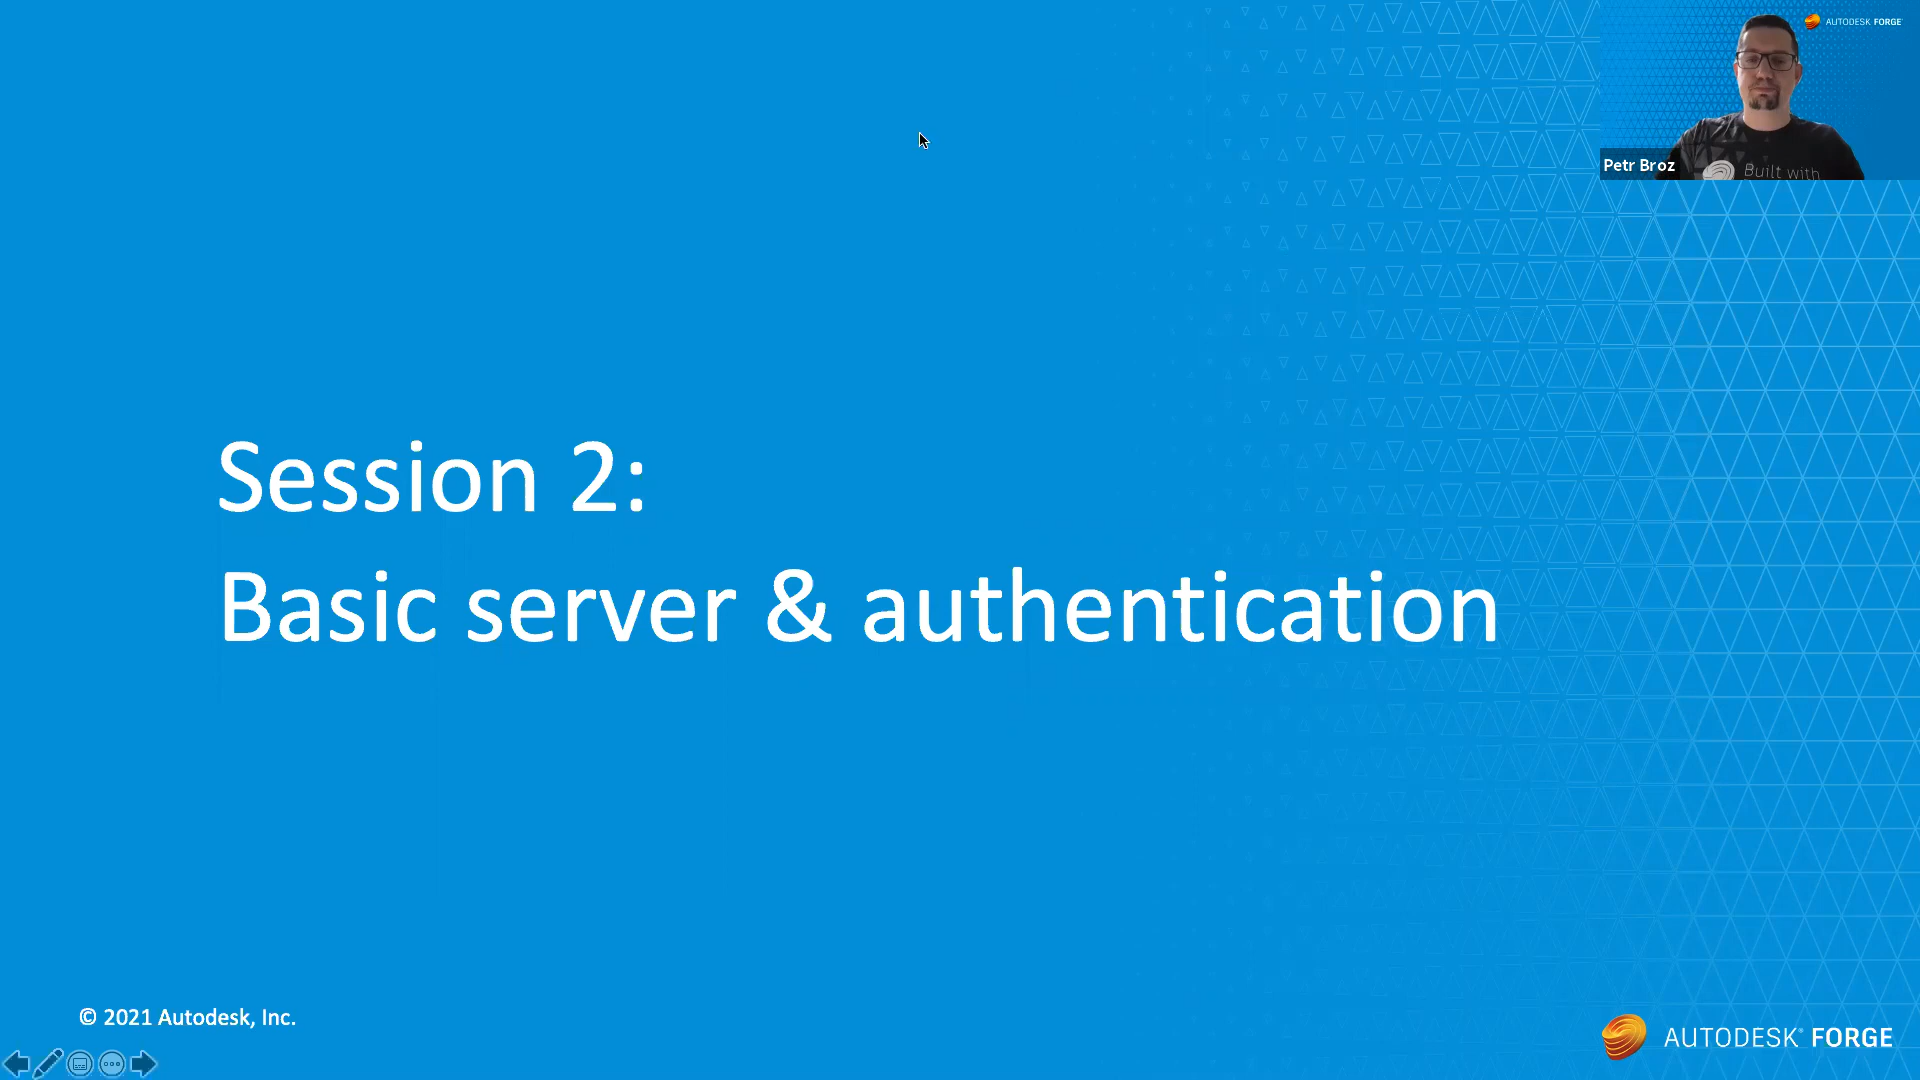 AUTODESK FORGE
Petr Broz
Built with
Session 2:
Basic server & authentication
© 2021 Autodesk, Inc.
AUTODESK® FORGE